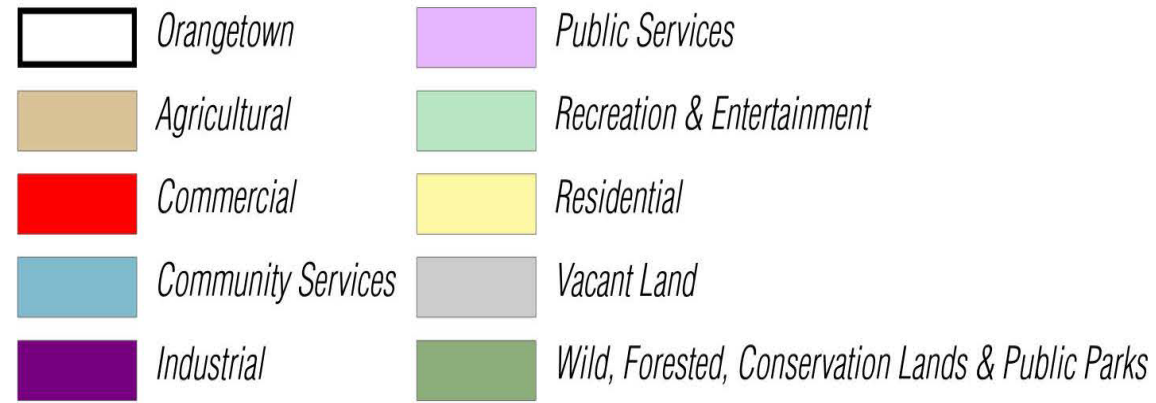 Orangetown
Agricultural
Commercial
Community Services
Industrial
Public Services
Recreation & Entertainment
Residential
Vacant Land
Wild, Forested, Conservation Lands & Public Parks